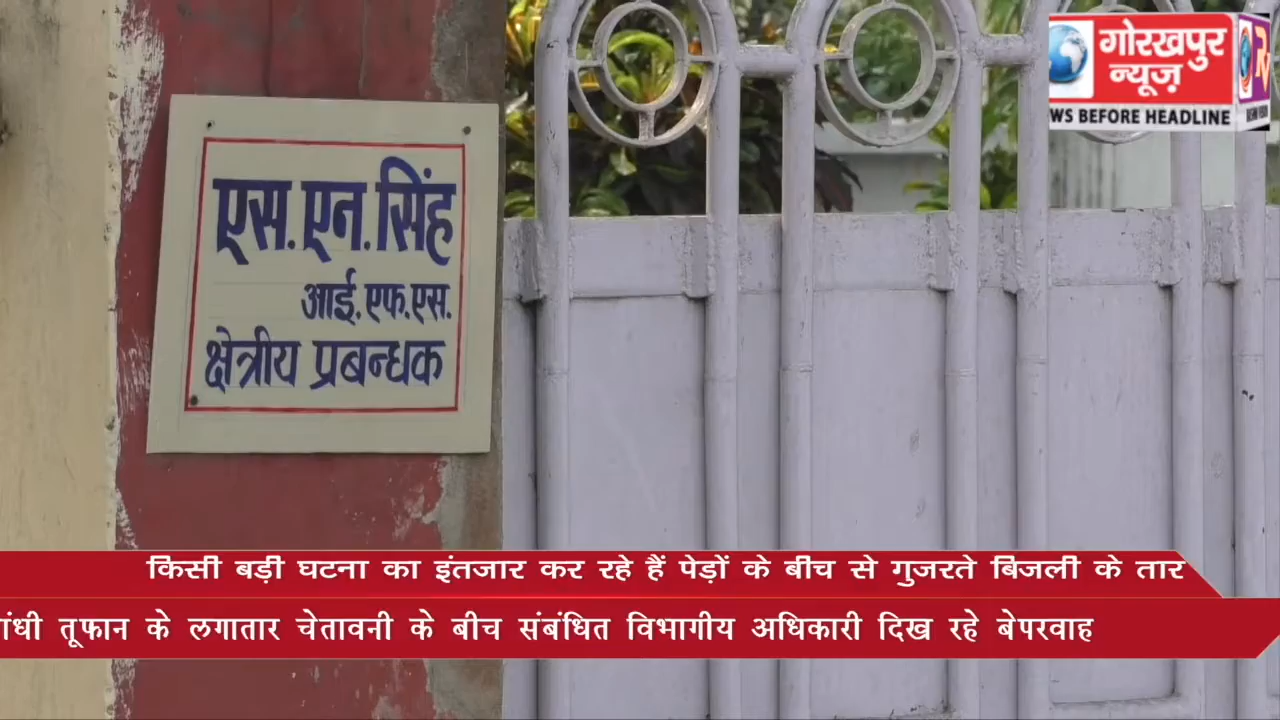 गोरखपुर
न्यूज़
WS BEFORE HEADLINE
एस. एन. सिंह
आई. एफ. एस.
क्षेत्रीय प्रबन्धक
किसी बड़ी घटना का इंतजार कर रहे हैं पेड़ों के बीच से गुजरते बिजली के तार
ांधी तूफान के लगातार चेतावनी के बीच संबंधित विभागीय अधिकारी दिख रहे बेपरवाह